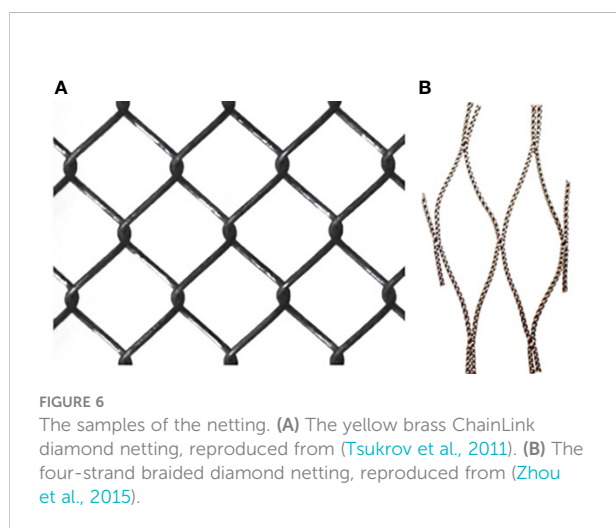 A
B
FIGURE 6
The samples of the netting. (A) The yellow brass ChainLink
diamond netting, reproduced from (Tsukrov et al., 2011). (B) The
four-strand braided diamond netting, reproduced from (Zhou
et al., 2015).